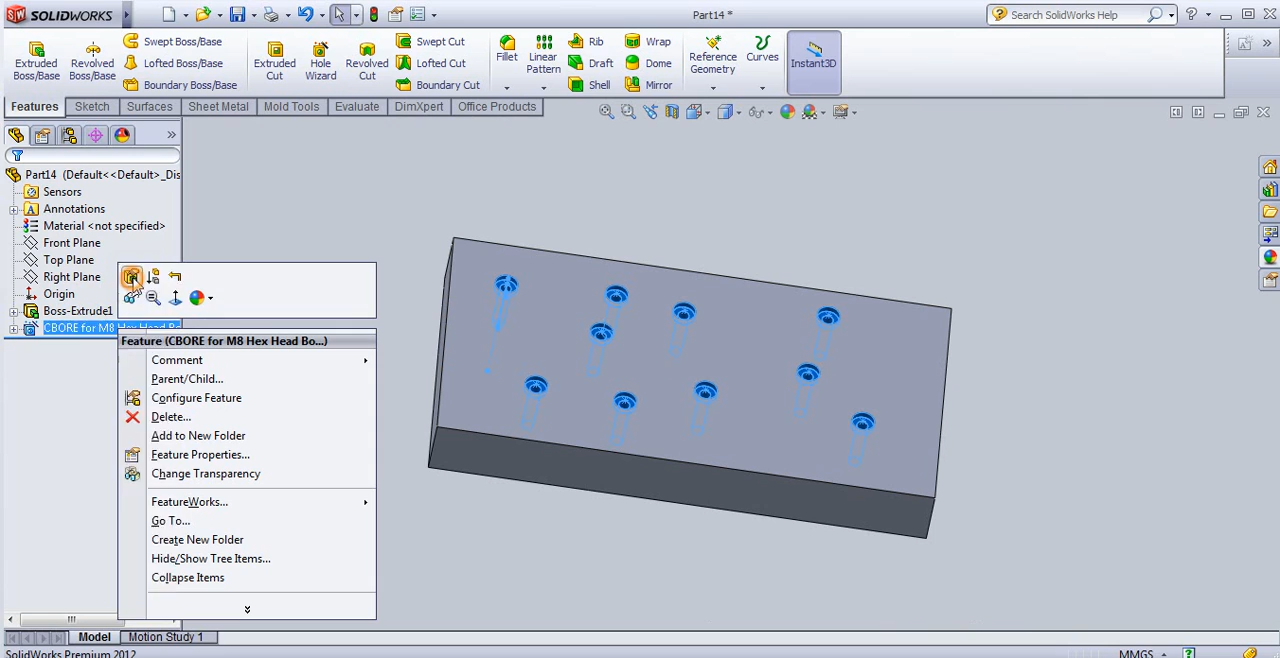 SOLIDWORKS
Part14 *
Search SolidWorks Help
Extruded Boss/Base
Revolved Boss/Base
Swept Boss/Base
Lofted Boss/Base
Boundary Boss/Base
Extruded Cut
Hole Wizard
Revolved Cut
Swept Cut
Lofted Cut
Boundary Cut
Fillet
Linear Pattern
Rib
Draft
Shell
Wrap
Dome
Mirror
Reference Geometry
Curves
Instant3D
Features Sketch Surfaces Sheet Metal Mold Tools Evaluate DimXpert Office Products
Part14 (Default<<Default>_Dis
Sensors
Annotations
Material <not specified>
Front Plane
Top Plane
Right Plane
Origin
Boss-Extrude1
CBORE for M8 Hex Head Bo
Feature (CBORE for M8 Hex Head Bo...)
Comment
Parent/Child...
Configure Feature
Delete...
Add to New Folder
Feature Properties...
Change Transparency
FeatureWorks...
Go To...
Create New Folder
Hide/Show Tree Items...
Collapse Items
Model Motion Study 1
SolidWorks Premium 2012
MMGS